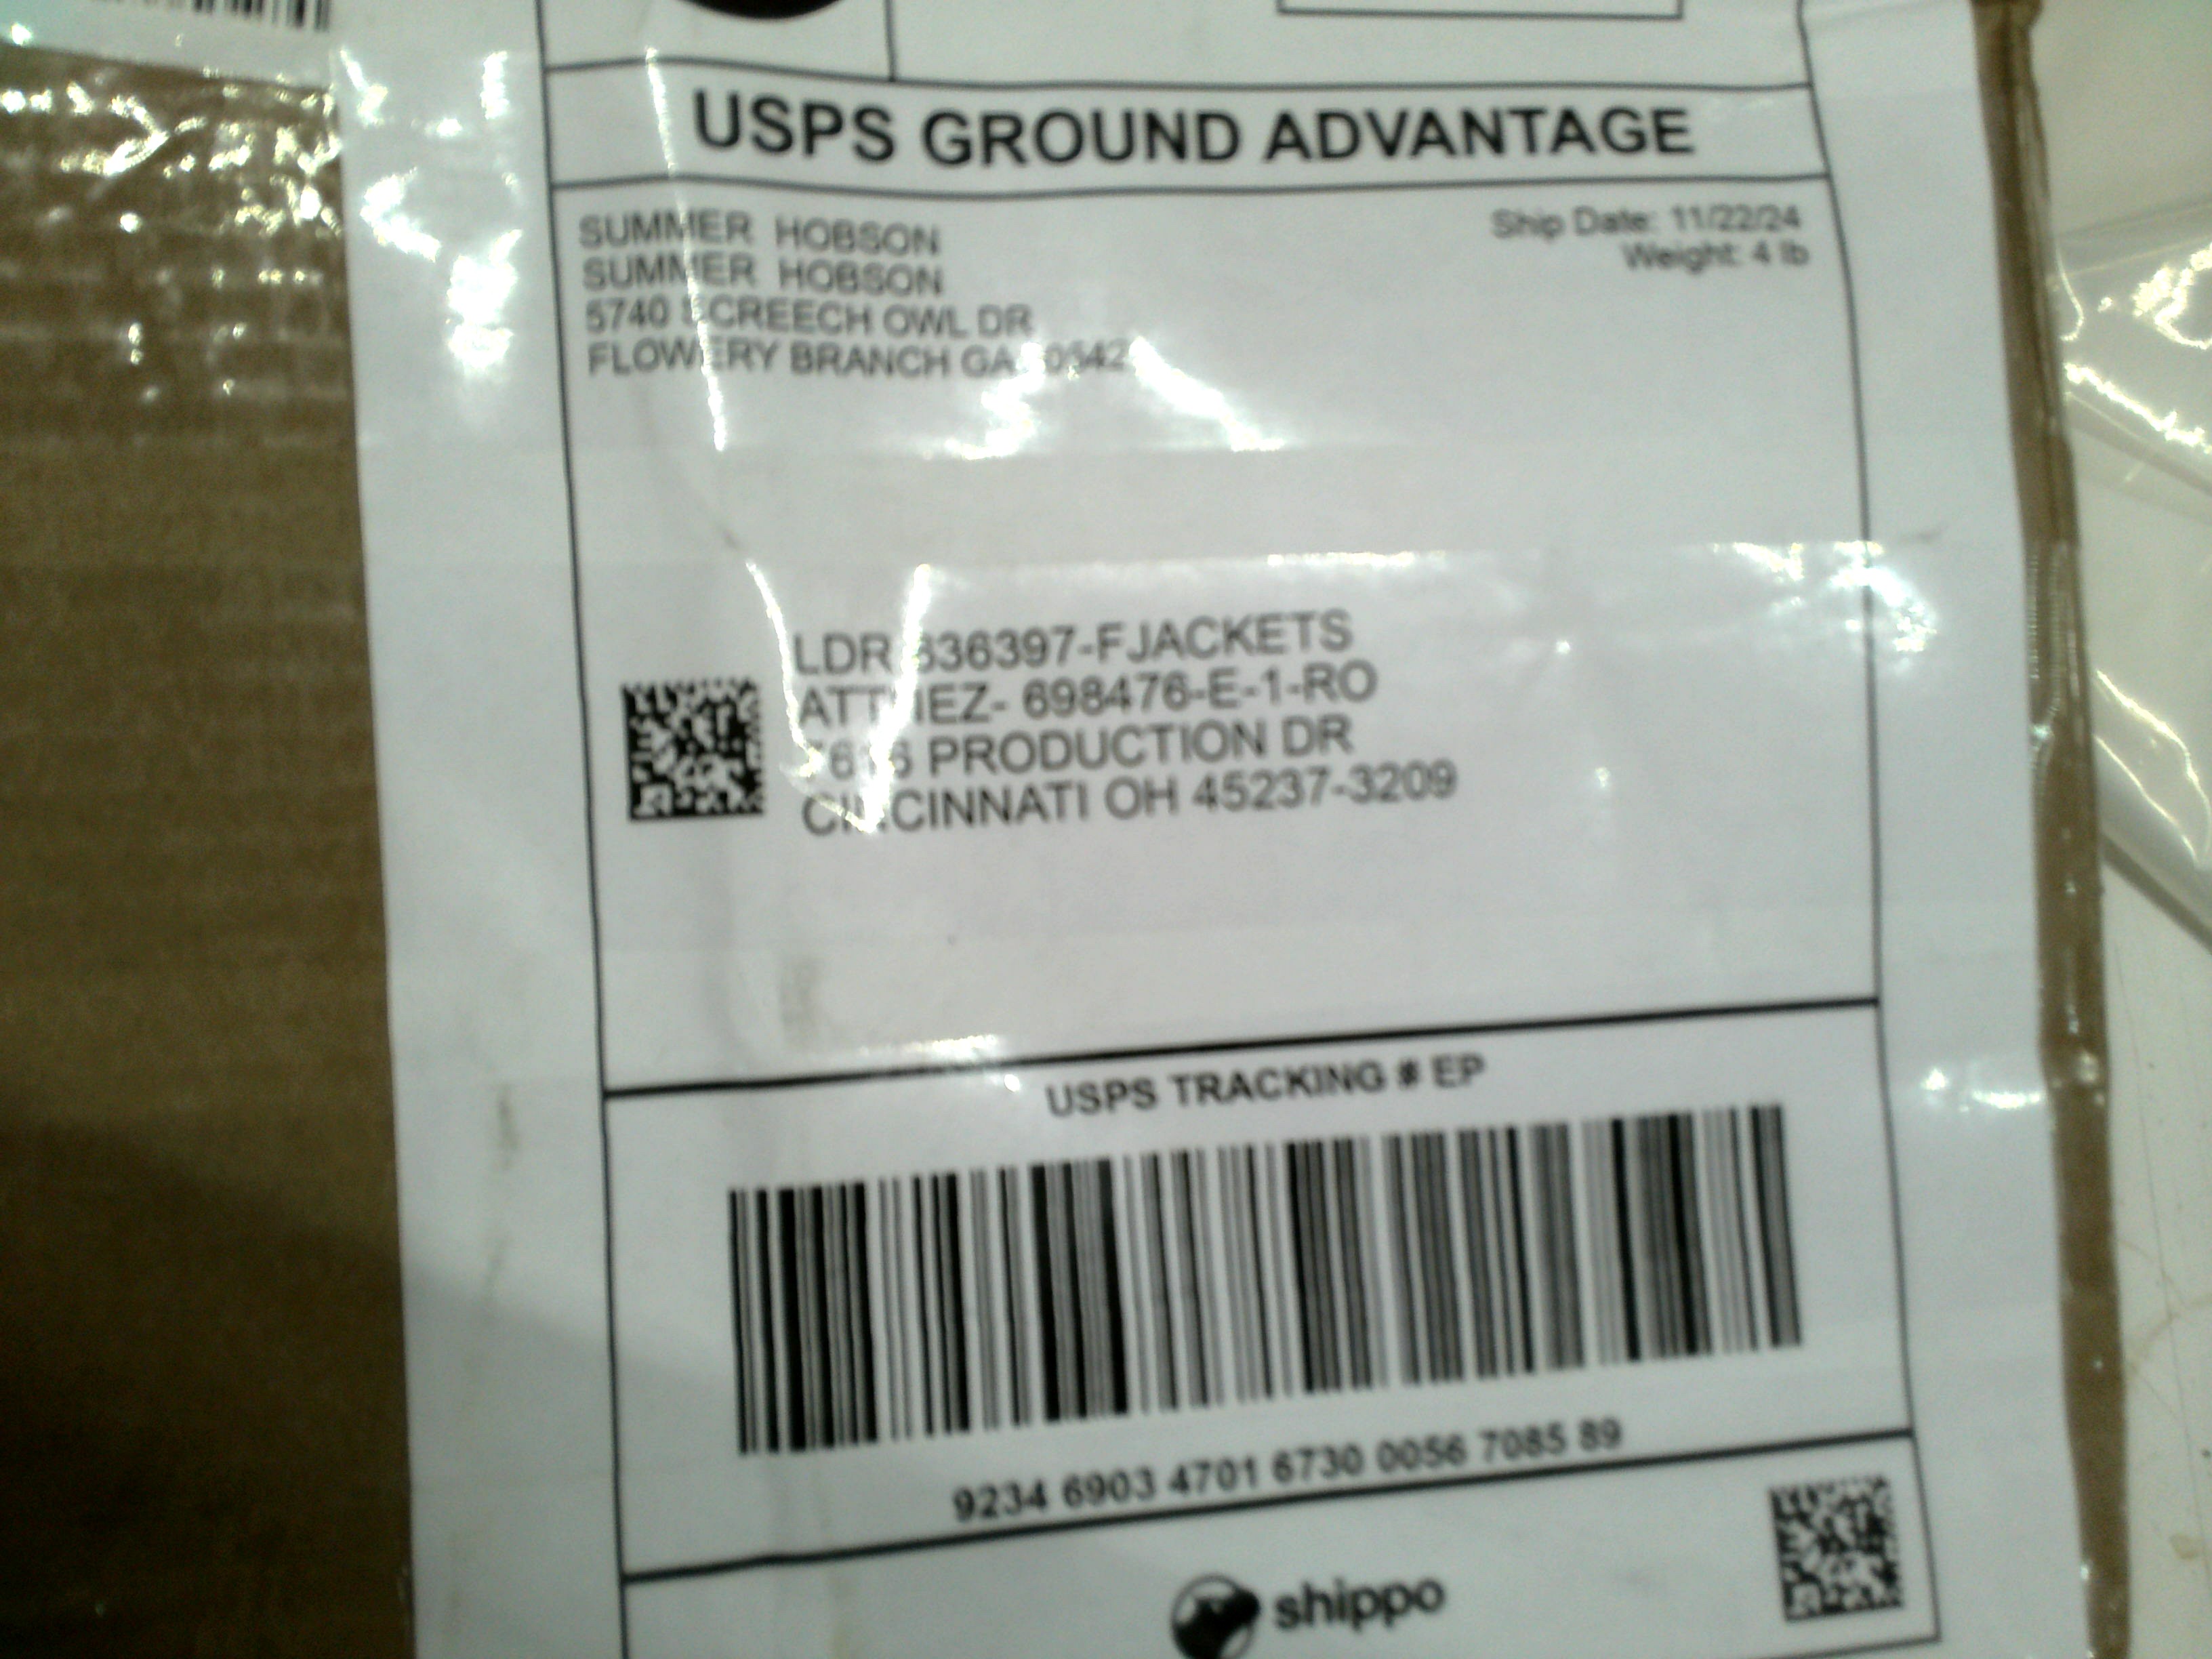 USPS GROUND ADVANTAGE
SUMMER HOBSON
SUMMER HOBSON
5740 SCREECH OWL DR
FLOWERY BRANCH GA
Ship Date: 11/22/24
Weight: 4 lb
LDR -FJACKETS
698476-E-1-RO
PRODUCTION DR
CINCINNATI OH 45237-3209
USPS TRACKING # EP
9234 6903 4701 6730 0056 7085 89
shippo